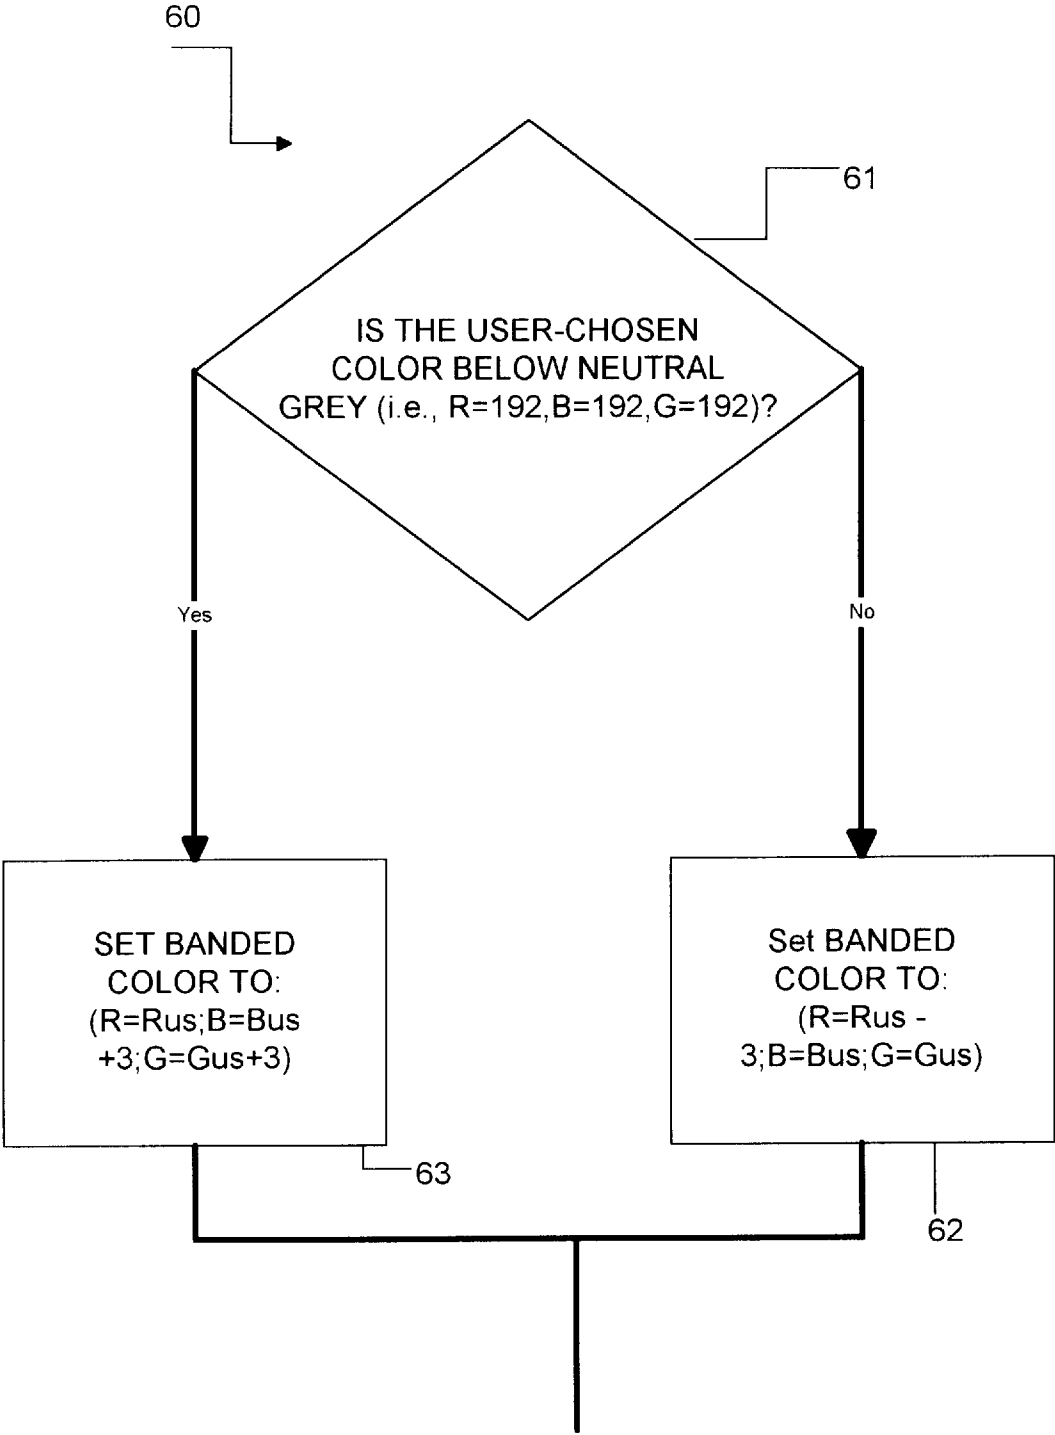 60
61
IS THE USER-CHOSEN
COLOR BELOW NEUTRAL
GREY (i.e., R=192,B=192,G=192)?
Yes
No
SET BANDED
COLOR TO:
(R=Rus;B=Bus
+3;G=Gus+3)
63
Set BANDED
COLOR TO:
(R=Rus -
3;B=Bus;G=Gus)
62